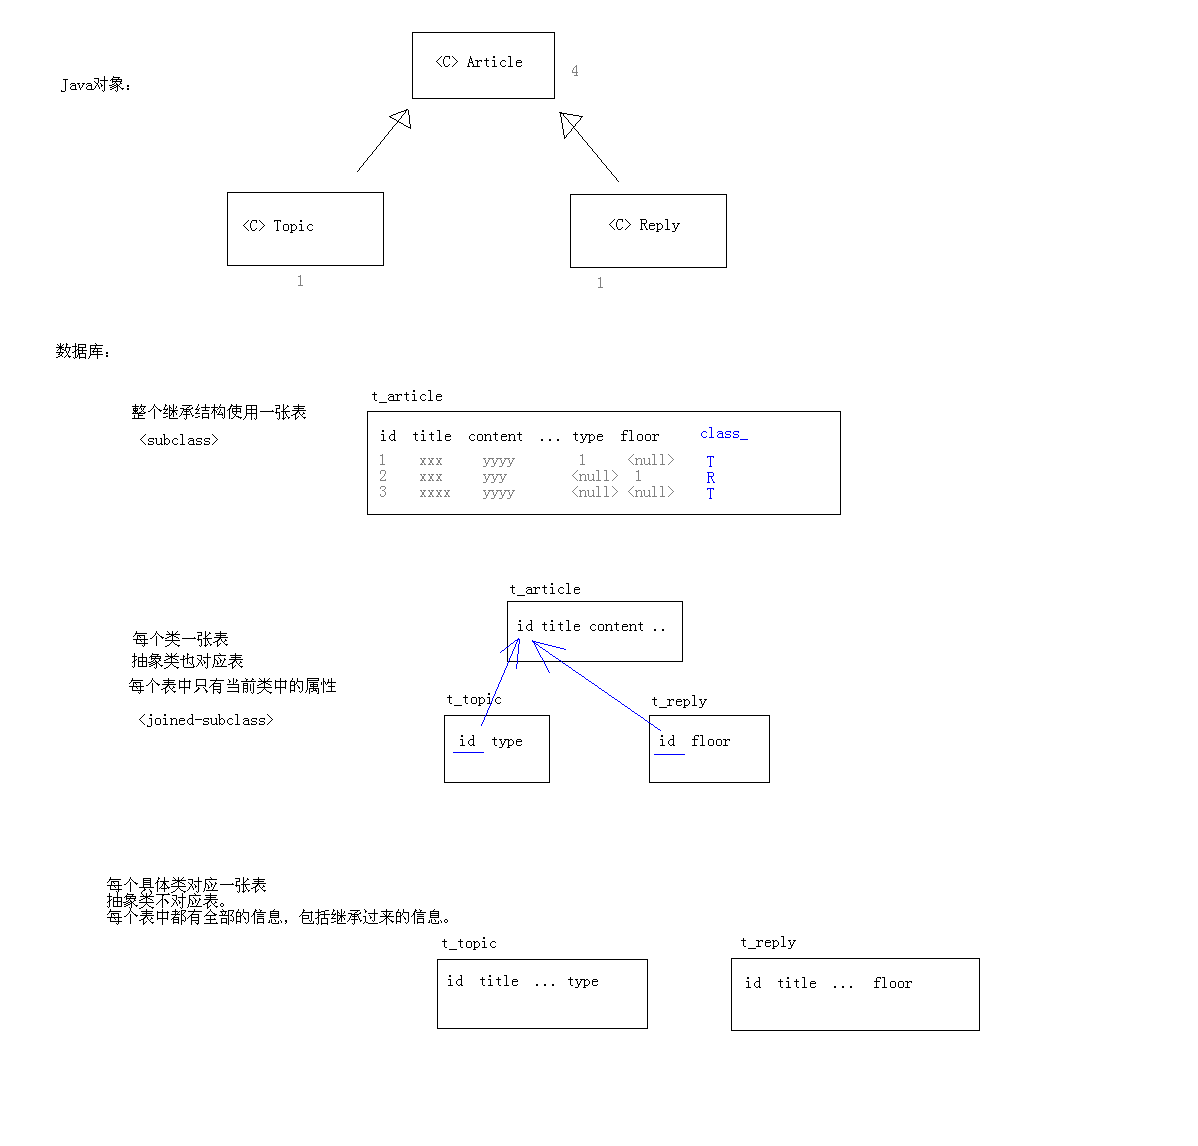 <C> Article
4
Java对象：
<C> Topic
<C> Reply
1
1
数据库：
t_article
整个继承结构使用一张表
<subclass>
id title content ... type floor class_
1 xxx yyyy 1 <null> T
2 xxx yyy <null> 1 R
3 xxxx yyyy <null> <null> T
t_article
id title content ..
每个类一张表
抽象类也对应表
每个表中只有当前类中的属性
<joined-subclass>
t_topic
t_reply
id type
id floor
每个具体类对应一张表
抽象类不对应表。
每个表中都有全部的信息，包括继承过来的信息。
t_topic
t_reply
id title ... type
id title ... floor